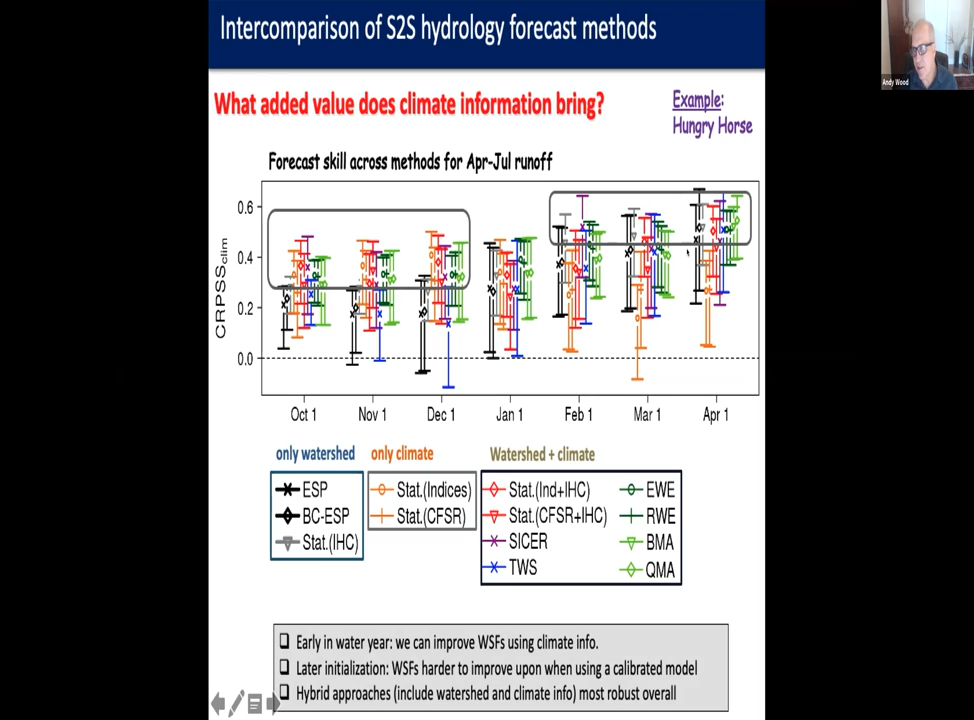 Intercomparison of S2S hydrology forecast methods
Andy Wood
What added value does climate information bring?
Example:
Hungry Horse
Forecast skill across methods for Apr-Jul runoff
CRPSSclim
0.6
0.4
0.2
0.0
Oct 1 Nov 1 Dec 1 Jan 1 Feb 1 Mar 1 Apr 1
only watershed only climate Watershed + climate
ESP Stat.(Indices) Stat.(Ind+IHC) EWE
BC-ESP Stat.(CFSR) Stat.(CFSR+IHC) RWE
Stat.(IHC) SICER BMA
TWS QMA
Early in water year: we can improve WSFs using climate info.
Later initialization: WSFs harder to improve upon when using a calibrated model
Hybrid approaches (include watershed and climate info) most robust overall